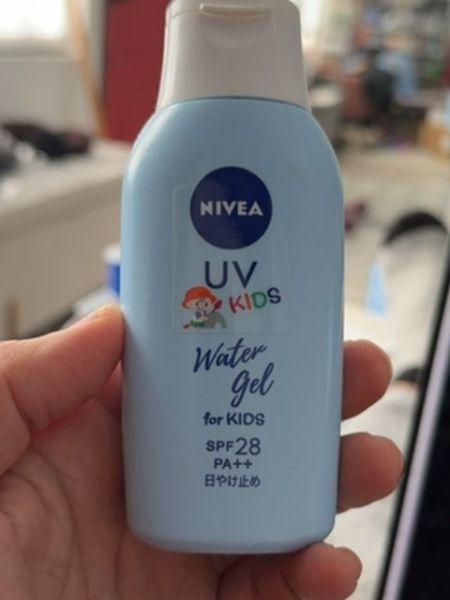 NIVEA
UV
KIDS
Water
Gel
for KIDS
SPF28
PA++
日やけ止め